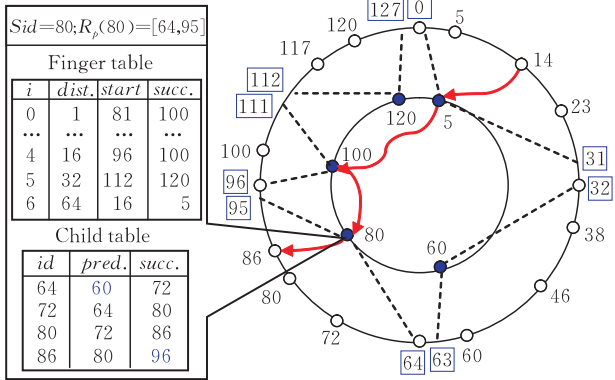 Sid=80;Rₚ(80)=[64,95]
Finger table
i dist. start succ.
0 1 81 100
... ... ... ...
4 16 96 100
5 32 112 120
6 64 16 5
Child table
id pred. succ.
64 60 72
72 64 80
80 72 86
86 80 96
127 0
120 5
117 14
112
111 120 5 23
100 100 31
96 32
95
86 80 60 38
80
72 46
64 63 60